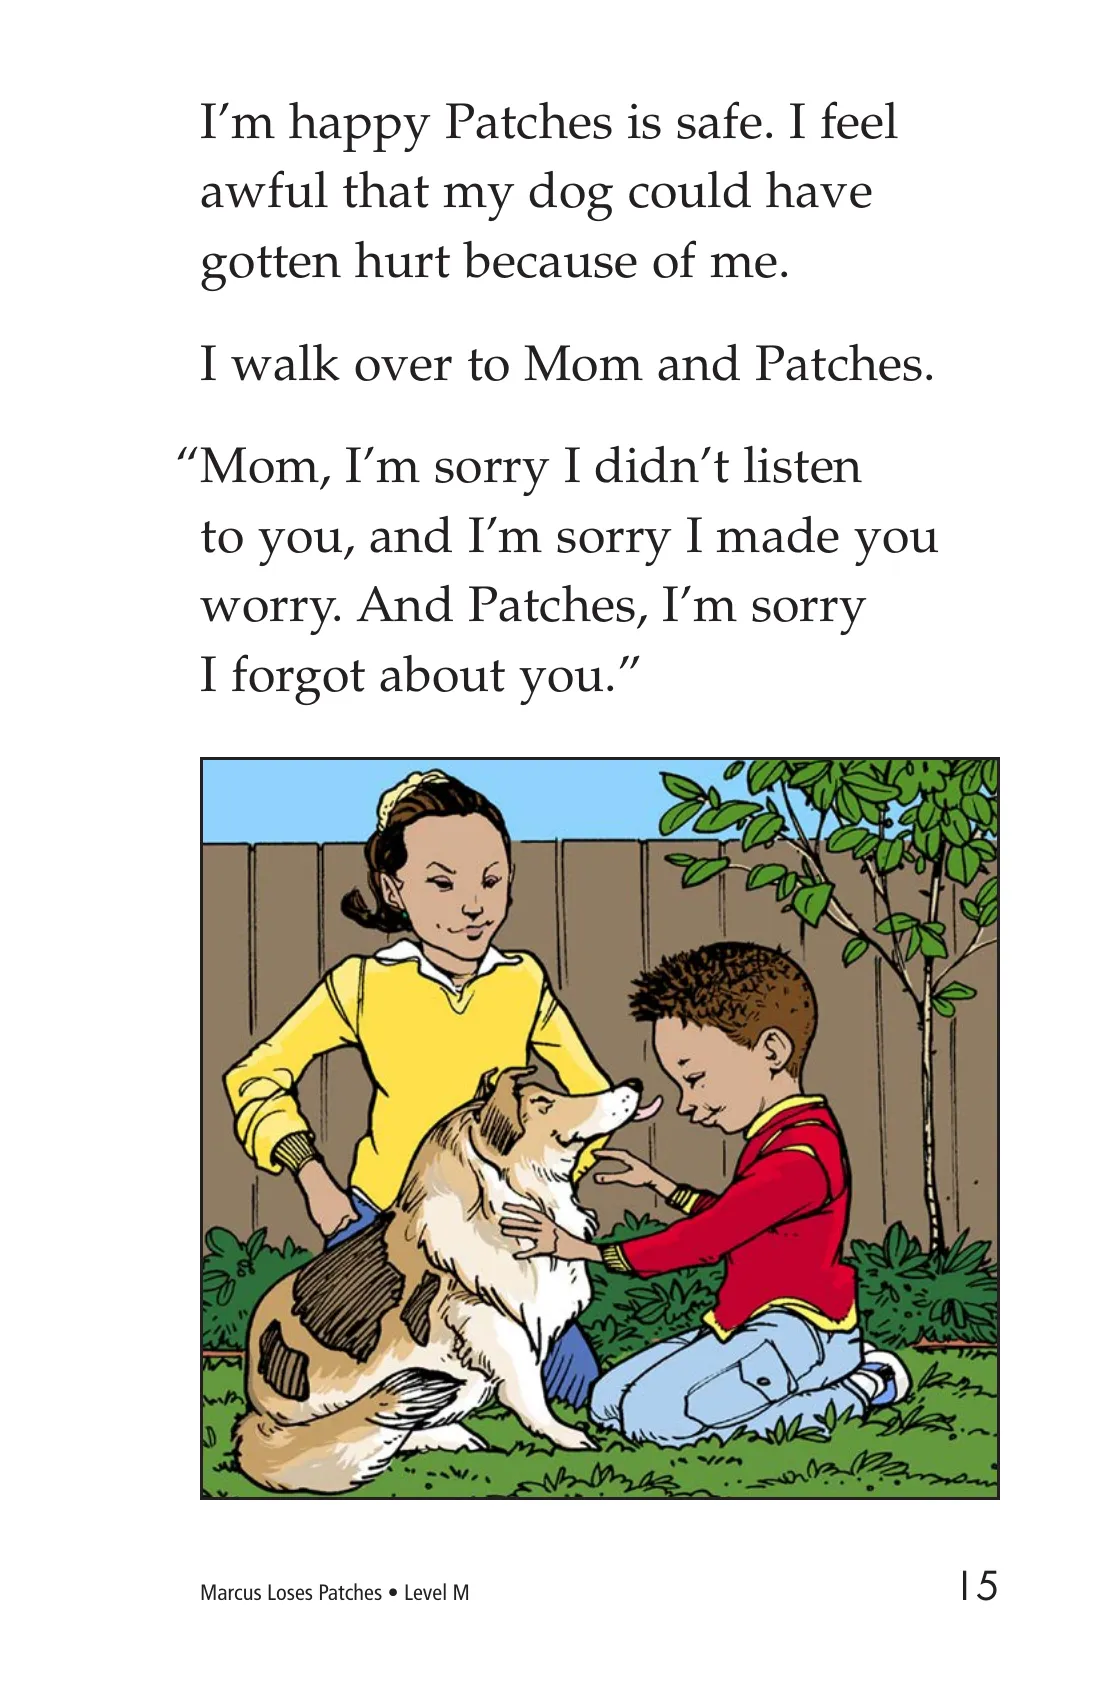 I’m happy Patches is safe. I feel
awful that my dog could have
gotten hurt because of me.
I walk over to Mom and Patches.
“Mom, I’m sorry I didn’t listen
to you, and I’m sorry I made you
worry. And Patches, I’m sorry
I forgot about you.”
Marcus Loses Patches • Level M
15